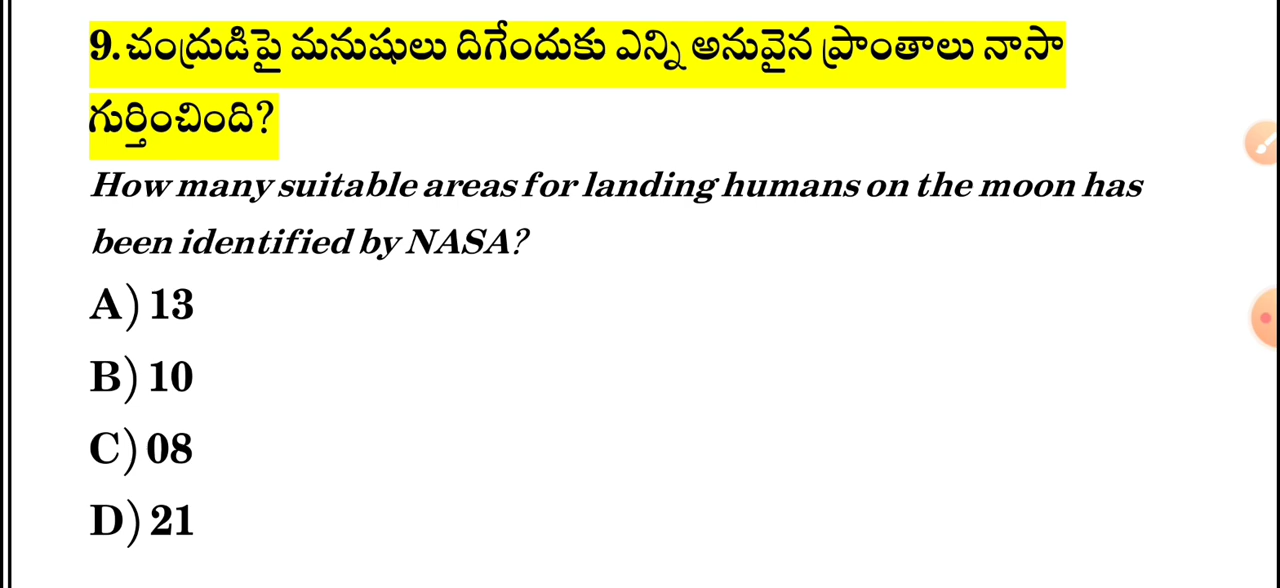 9.చంద్రుడిపై మనుషులు దిగేందుకు ఎన్ని అనువైన ప్రాంతాలు నాసా
గుర్తించింది?
How many suitable areas for landing humans on the moon has
been identified by NASA?
A) 13
B) 10
C) 08
D) 21